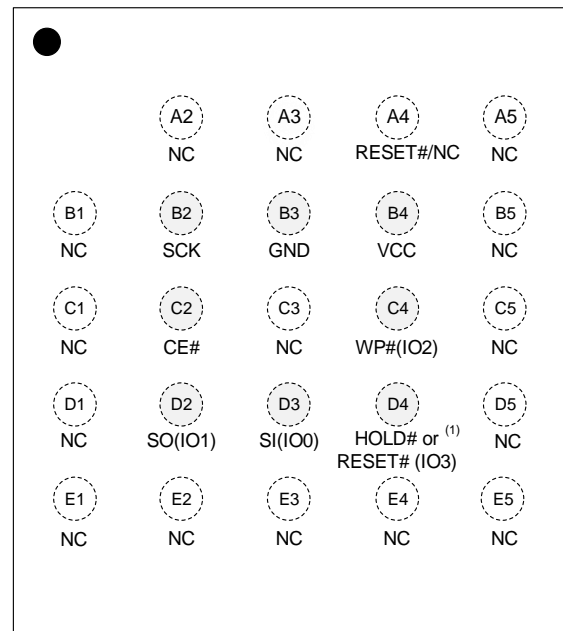 A2 A3 A4 A5
NC NC RESET#/NC NC
B1 B2 B3 B4 B5
NC SCK GND VCC NC
C1 C2 C3 C4 C5
NC CE# NC WP#(IO2) NC
D1 D2 D3 D4 D5
NC SO(IO1) SI(IO0) HOLD# or (1) NC
RESET# (IO3)
E1 E2 E3 E4 E5
NC NC NC NC NC